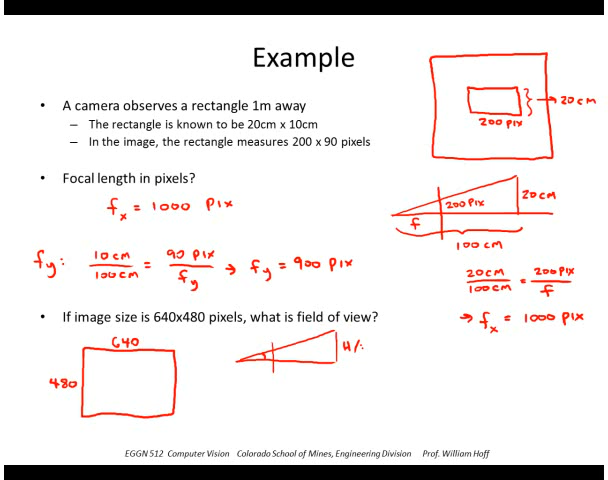 Example
• A camera observes a rectangle 1m away
– The rectangle is known to be 20cm x 10cm
– In the image, the rectangle measures 200 x 90 pixels
20 cm
200 pix
• Focal length in pixels?
fx = 1000 pix
200 pix
20 cm
f
100 cm
fy: 10 cm / 100 cm = 90 pix / fy → fy = 900 pix
20 cm / 100 cm = 200 pix / f
→ fx = 1000 pix
• If image size is 640x480 pixels, what is field of view?
640
480
H/
EGGN 512 Computer Vision Colorado School of Mines, Engineering Division Prof. William Hoff